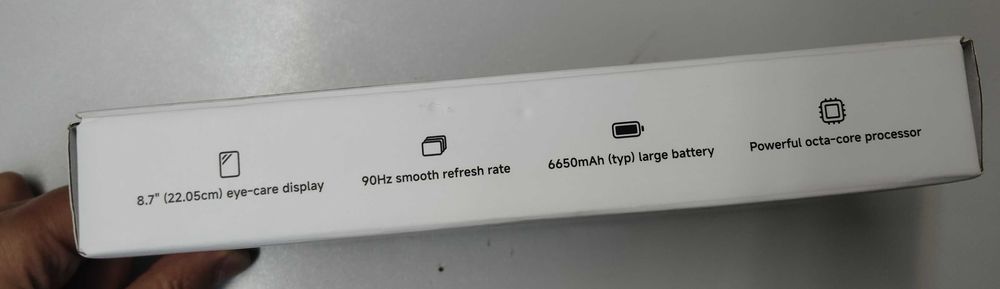 8.7" (22.05cm) eye-care display
90Hz smooth refresh rate
6650mAh (typ) large battery
Powerful octa-core processor